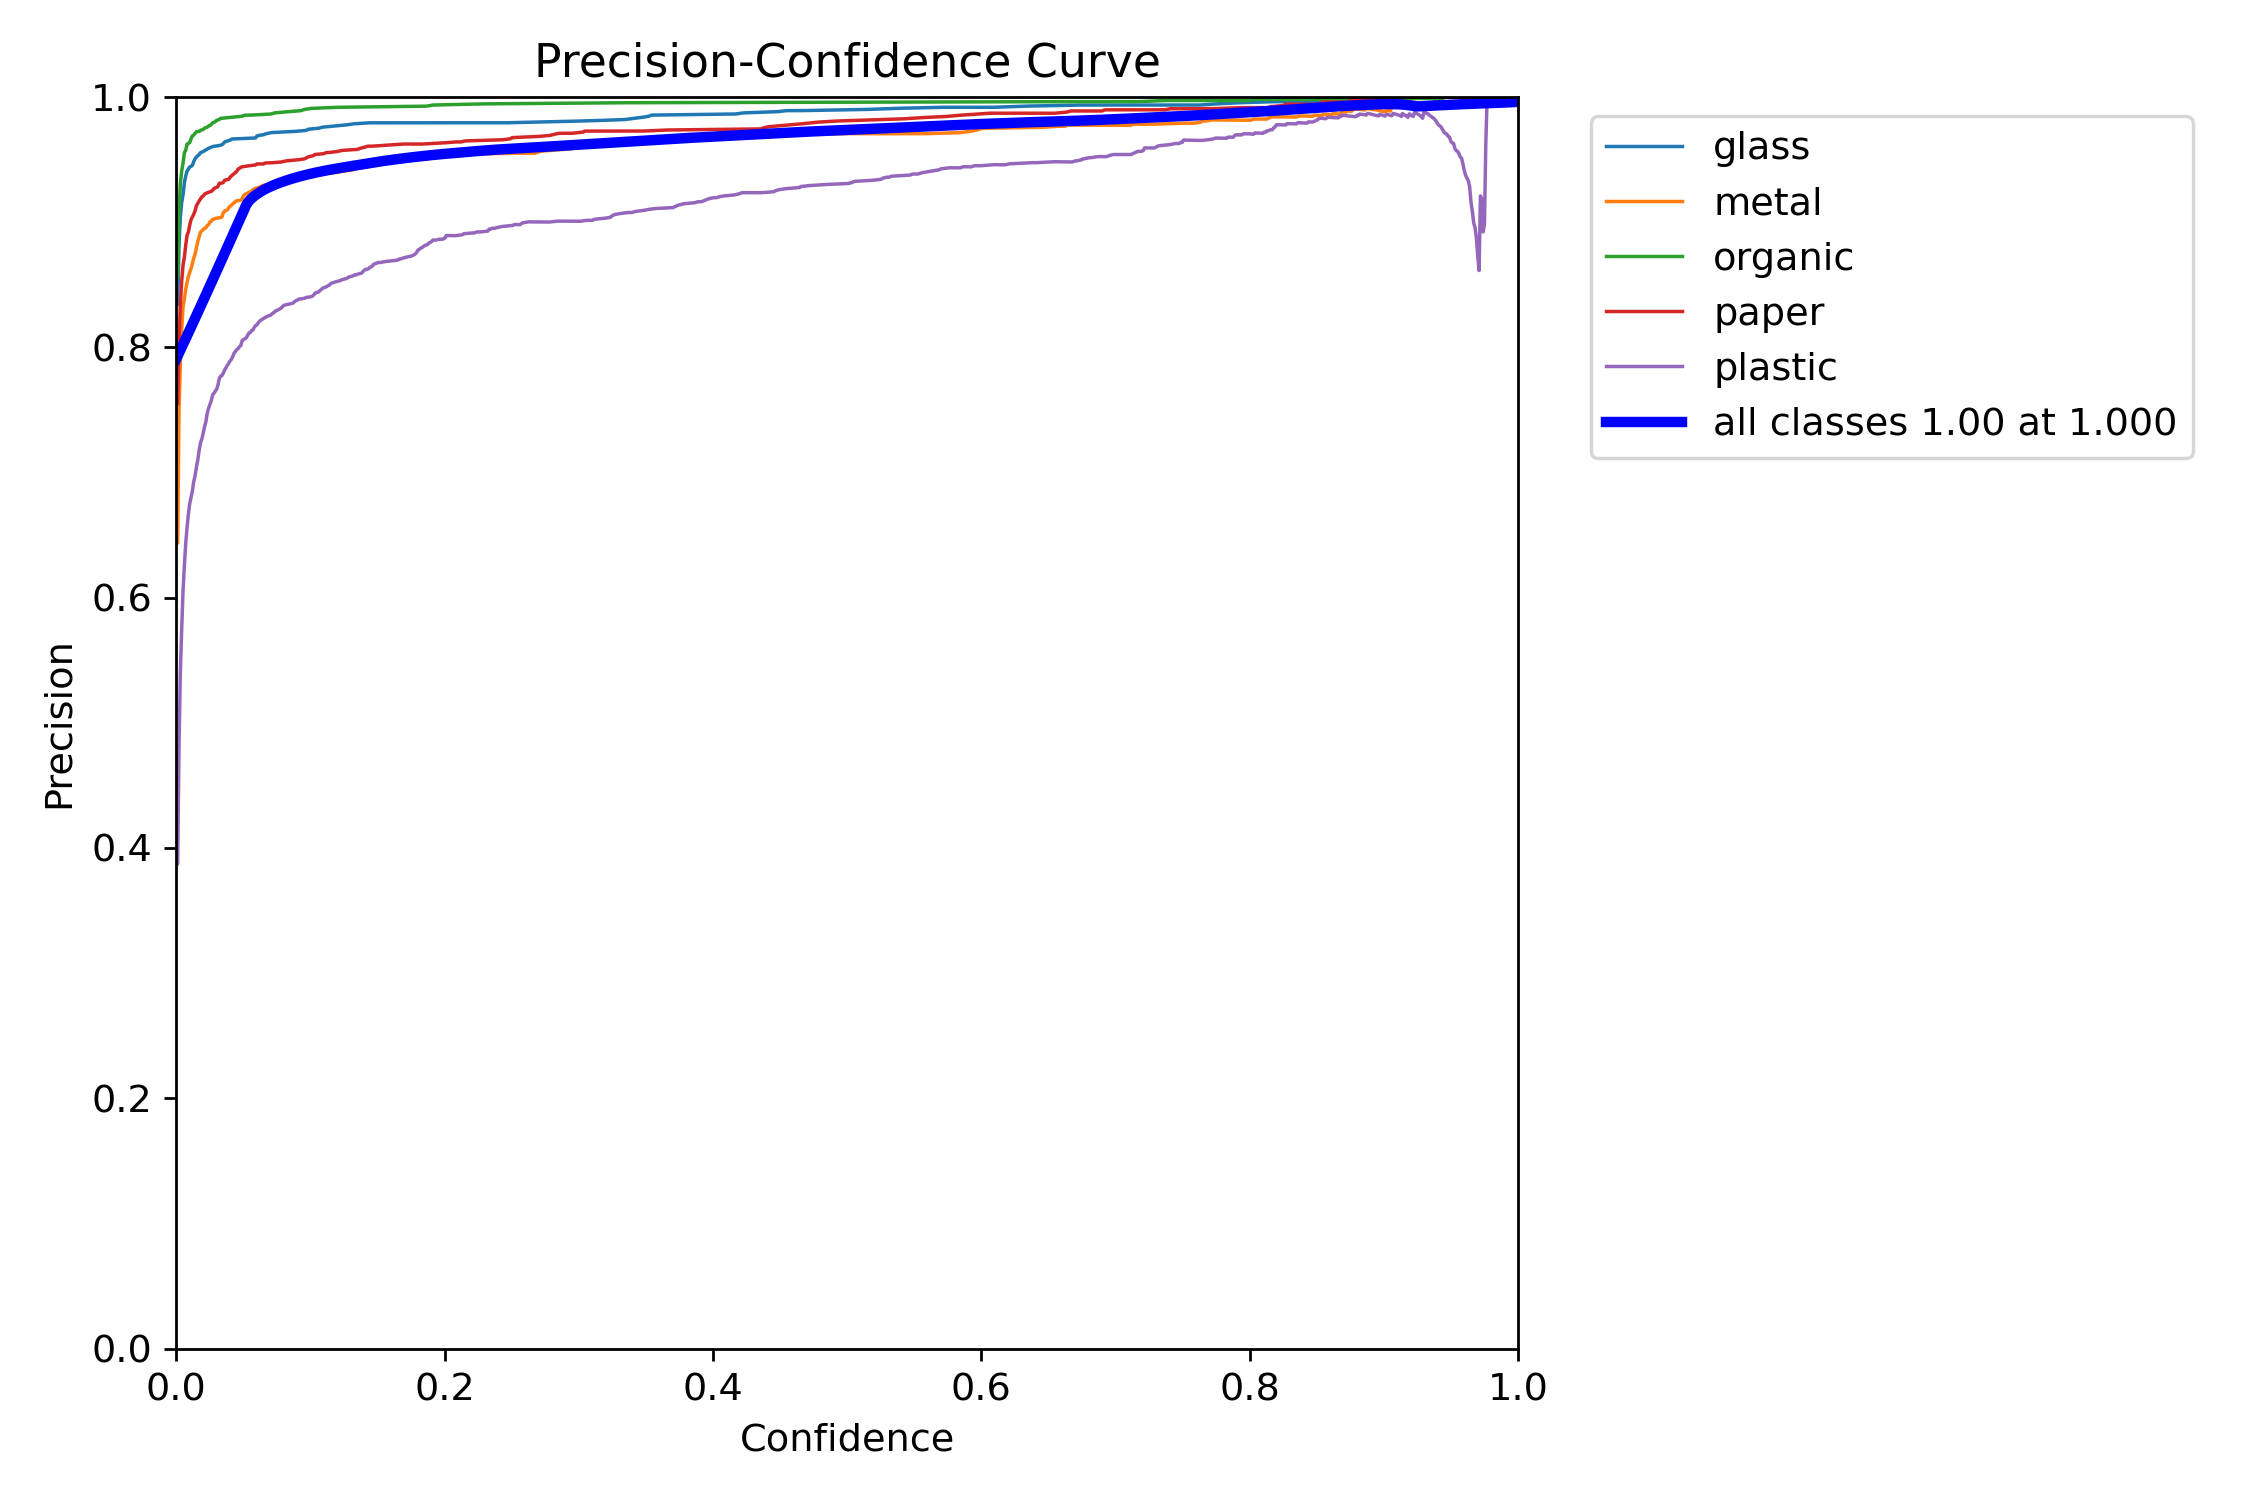 Precision-Confidence Curve
1.0
0.8
0.6
0.4
0.2
0.0
Precision
0.0 0.2 0.4 0.6 0.8 1.0
Confidence
glass
metal
organic
paper
plastic
all classes 1.00 at 1.000